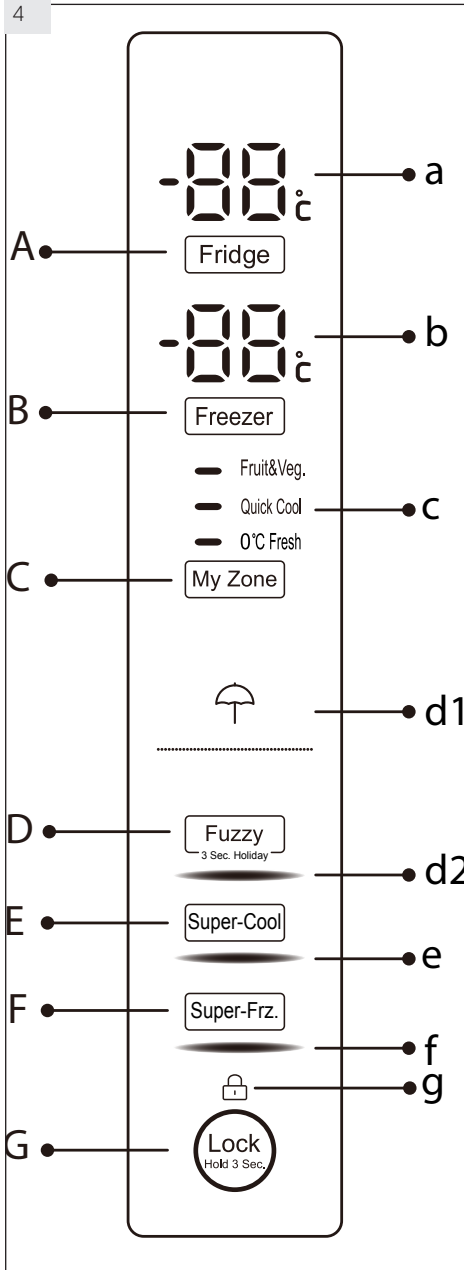 4
-88°C
a
A
Fridge
-88°C
b
B
Freezer
Fruit&Veg.
Quick Cool
c
0°C Fresh
C
My Zone
d1
D
Fuzzy
3 Sec. Holiday
d2
E
Super-Cool
e
F
Super-Frz.
f
g
G
Lock
Hold 3 Sec.